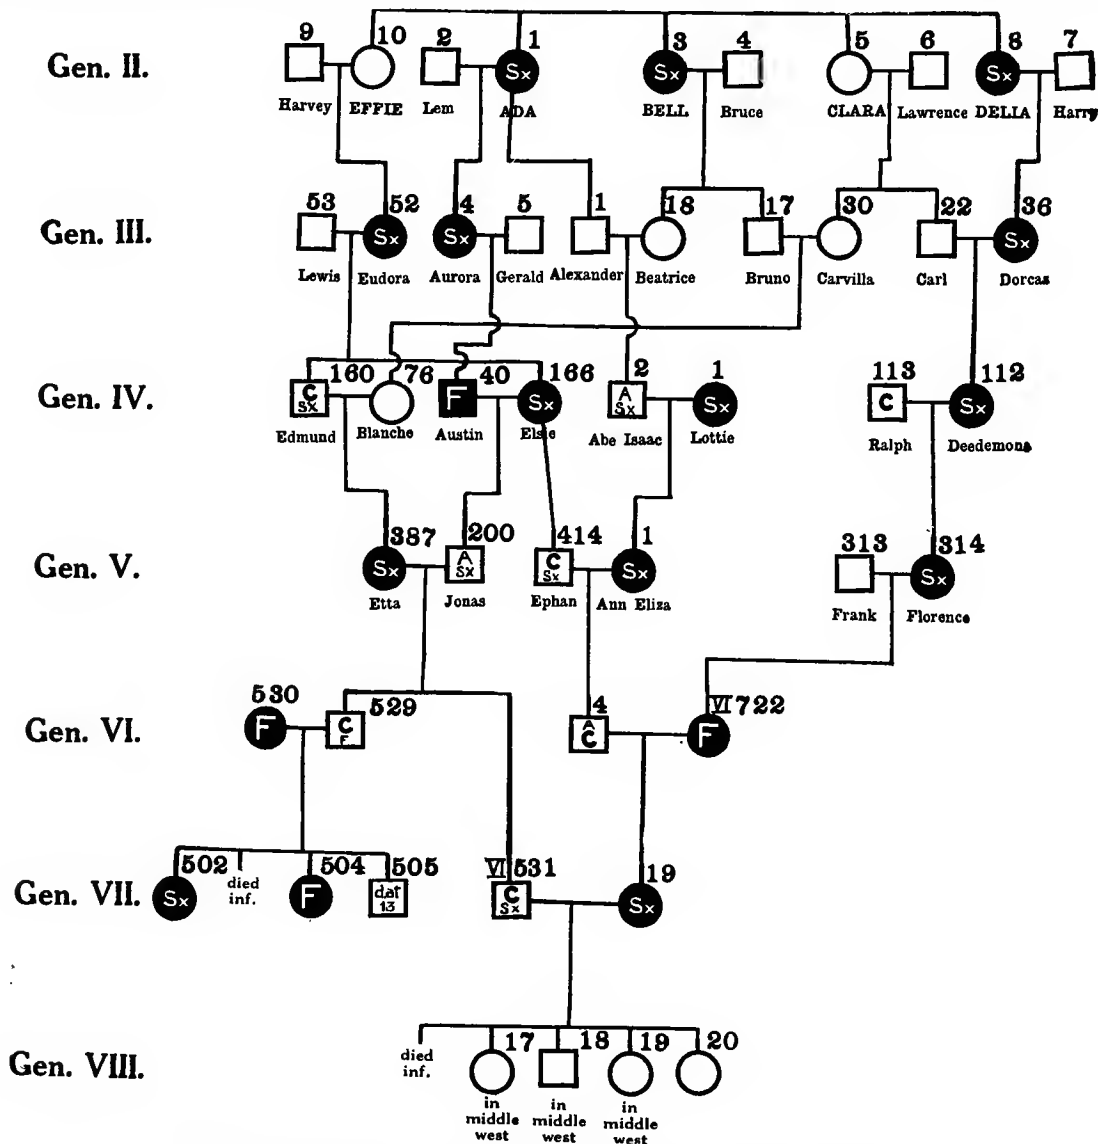 9 10 2 1 3 4 5 6 8 7
Gen. II.
Sx Sx Sx
Harvey EFFIE Lem ADA BELL Bruce CLARA Lawrence DELIA Harry
53 52 4 5 1 18 17 30 22 36
Gen. III.
Sx Sx Sx
Lewis Eudora Aurora Gerald Alexander Beatrice Bruno Carvilla Carl Dorcas
160 76 40 166 2 1 113 112
Gen. IV.
C Sx F Sx A Sx Sx C Sx
Edmund Blanche Austin Elsie Abe Isaac Lottie Ralph Deedemona
387 200 414 1 313 314
Gen. V.
Sx A Sx C Sx Sx Sx
Etta Jonas Ephan Ann Eliza Frank Florence
530 529 4 VI 722
Gen. VI.
F C F A C F
502 504 505 VI 531 19
died
inf.
Gen. VII.
Sx F d.at 13 C Sx Sx
17 18 19 20
died
inf.
Gen. VIII.
in in in
middle middle middle
west west west